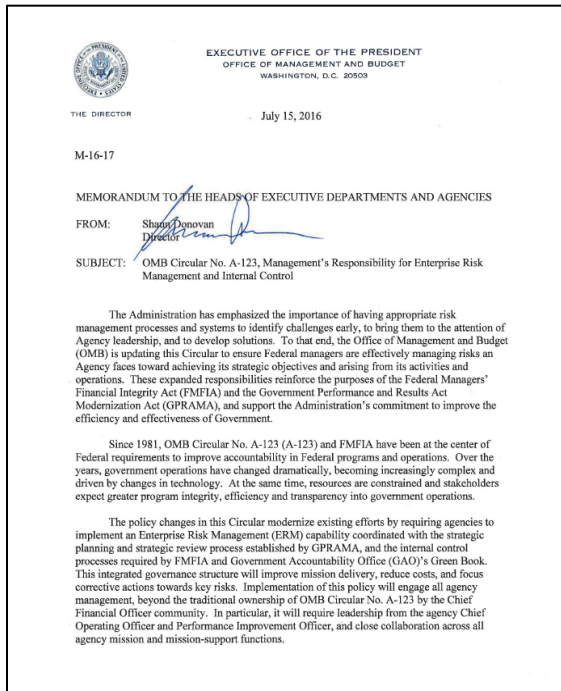 EXECUTIVE OFFICE OF THE PRESIDENT
OFFICE OF MANAGEMENT AND BUDGET
WASHINGTON, D.C. 20503
THE DIRECTOR
July 15, 2016
M-16-17
MEMORANDUM TO THE HEADS OF EXECUTIVE DEPARTMENTS AND AGENCIES
FROM: Shaun Donovan
Director
SUBJECT: OMB Circular No. A-123, Management's Responsibility for Enterprise Risk
Management and Internal Control
The Administration has emphasized the importance of having appropriate risk
management processes and systems to identify challenges early, to bring them to the attention of
Agency leadership, and to develop solutions. To that end, the Office of Management and Budget
(OMB) is updating this Circular to ensure Federal managers are effectively managing risks an
Agency faces toward achieving its strategic objectives and arising from its activities and
operations. These expanded responsibilities reinforce the purposes of the Federal Managers'
Financial Integrity Act (FMFIA) and the Government Performance and Results Act
Modernization Act (GPRAMA), and support the Administration's commitment to improve the
efficiency and effectiveness of Government.
Since 1981, OMB Circular No. A-123 (A-123) and FMFIA have been at the center of
Federal requirements to improve accountability in Federal programs and operations. Over the
years, government operations have changed dramatically, becoming increasingly complex and
driven by changes in technology. At the same time, resources are constrained and stakeholders
expect greater program integrity, efficiency and transparency into government operations.
The policy changes in this Circular modernize existing efforts by requiring agencies to
implement an Enterprise Risk Management (ERM) capability coordinated with the strategic
planning and strategic review process established by GPRAMA, and the internal control
processes required by FMFIA and Government Accountability Office (GAO)'s Green Book.
This integrated governance structure will improve mission delivery, reduce costs, and focus
corrective actions towards key risks. Implementation of this policy will engage all agency
management, beyond the traditional ownership of OMB Circular No. A-123 by the Chief
Financial Officer community. In particular, it will require leadership from the agency Chief
Operating Officer and Performance Improvement Officer, and close collaboration across all
agency mission and mission-support functions.